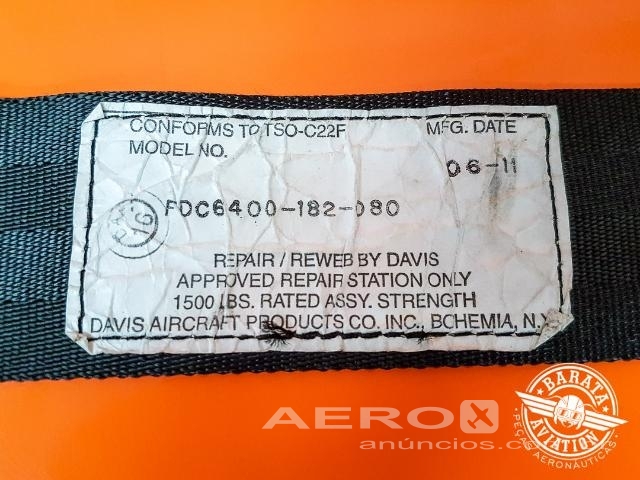 CONFORMS TO TSO-C22F MFG. DATE
MODEL NO.
06-11
FDC6400-182-080
REPAIR / REWEB BY DAVIS
APPROVED REPAIR STATION ONLY
1500 LBS. RATED ASSY. STRENGTH
DAVIS AIRCRAFT PRODUCTS CO. INC., BOHEMIA, N.Y.
AERO X
anúncios.co
BARATA
AVIATION
PEÇAS AERONÁUTICAS